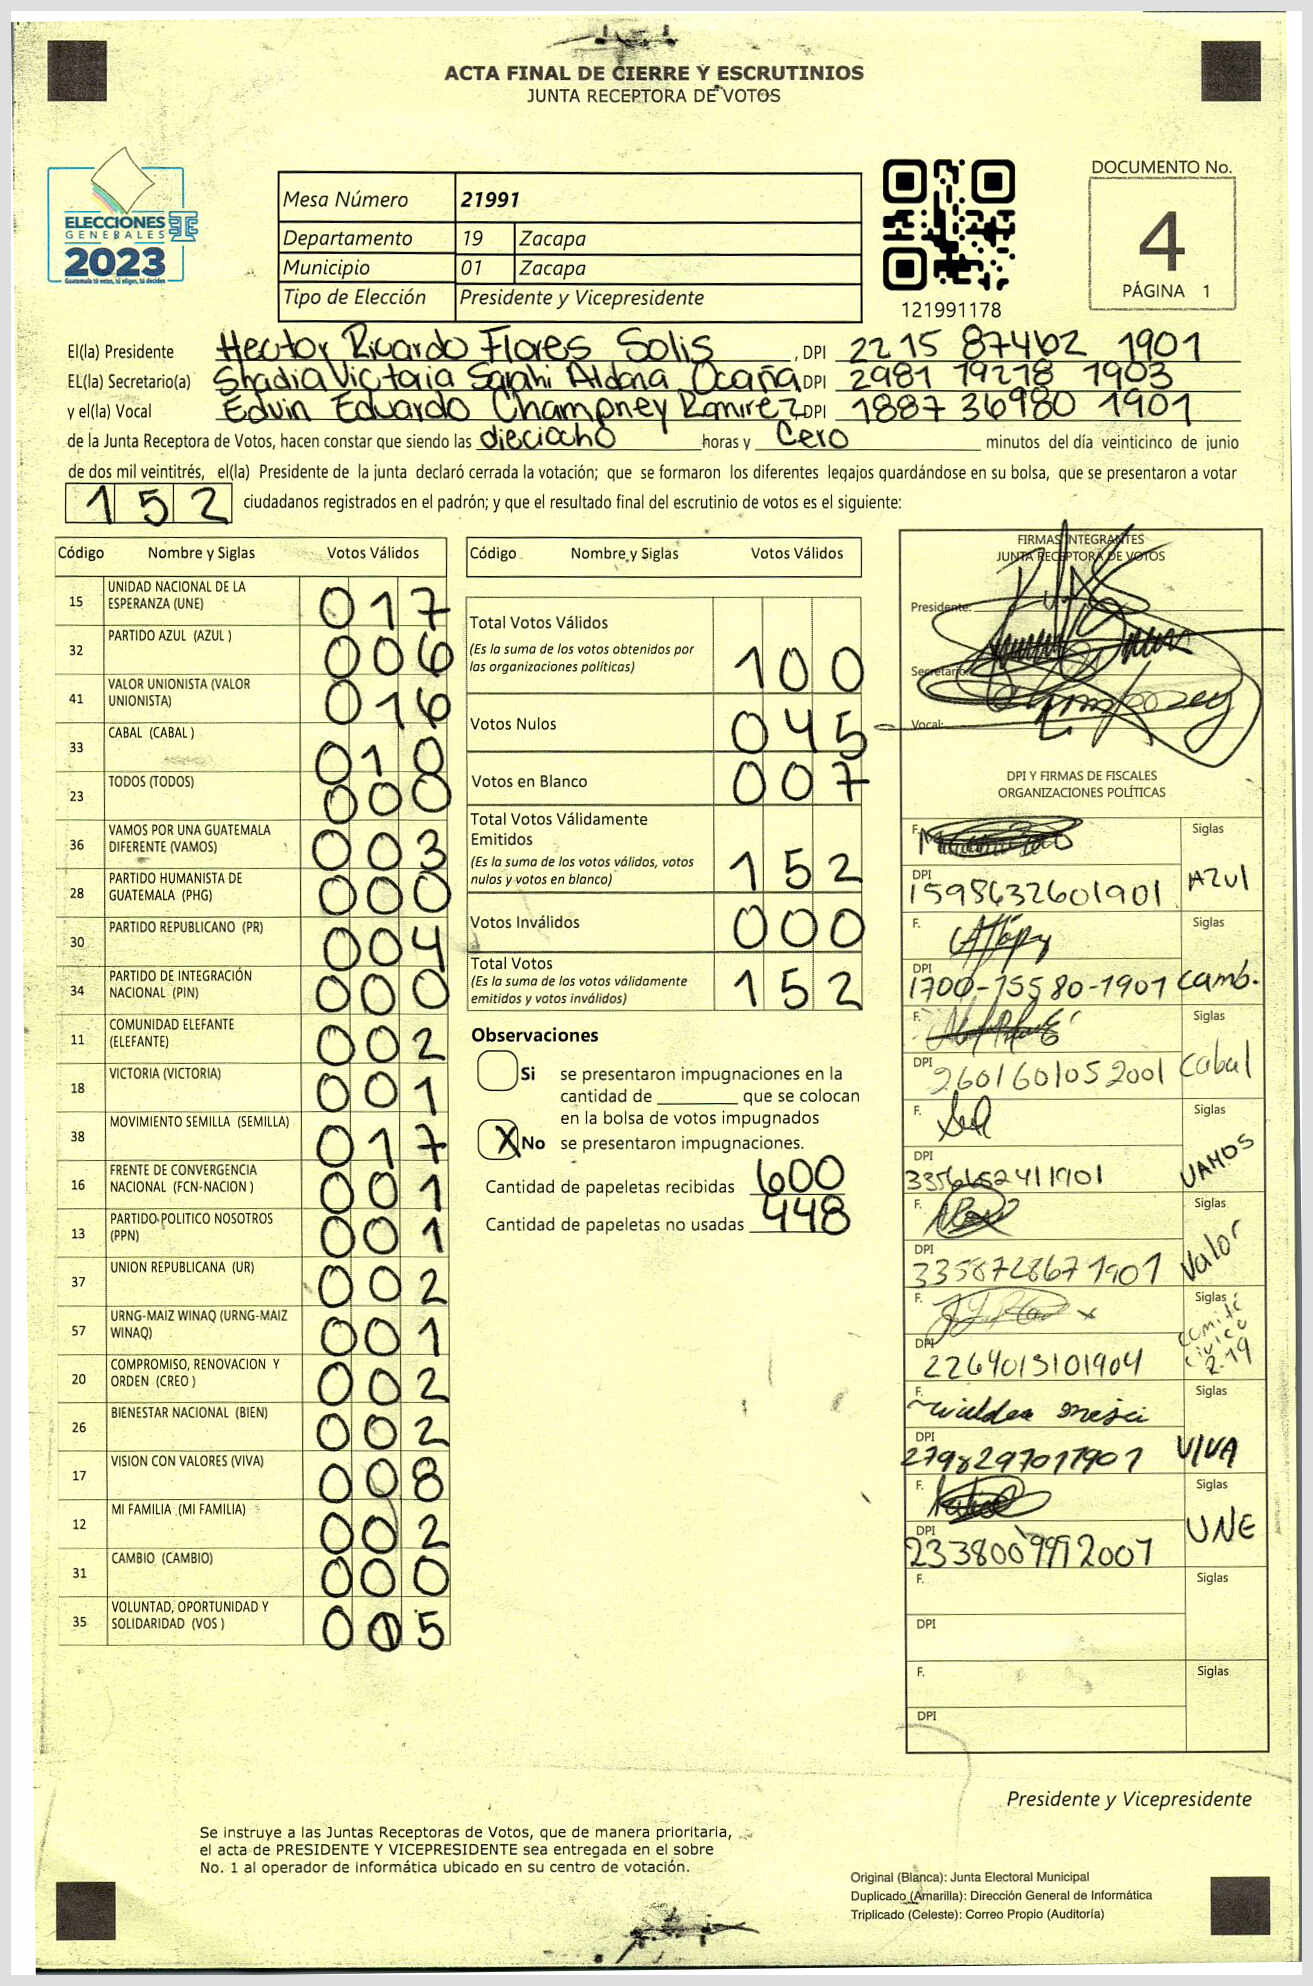 ACTA FINAL DE CIERRE Y ESCRUTINIOS
JUNTA RECEPTORA DE VOTOS
ELECCIONES
GENERALES
2023
Guatemala tú votas, tú eliges, tú decides
Mesa Número 21991
Departamento 19 Zacapa
Municipio 01 Zacapa
Tipo de Elección Presidente y Vicepresidente
121991178
DOCUMENTO No.
4
PÁGINA 1
El(la) Presidente Hector Ricardo Flores Solis, DPI 2215 87462 1901
EL(la) Secretario(a) Shadia Victoria Sarahi Aldana Ocaña DPI 2981 19218 1903
y el(la) Vocal Edvin Eduardo Champney Ramirez, DPI 1887 36980 1901
de la Junta Receptora de Votos, hacen constar que siendo las dieciocho horas y Cero minutos del día veinticinco de junio
de dos mil veintitrés, el(la) Presidente de la junta declaró cerrada la votación; que se formaron los diferentes legajos guardándose en su bolsa, que se presentaron a votar
152 ciudadanos registrados en el padrón; y que el resultado final del escrutinio de votos es el siguiente:
Código Nombre y Siglas Votos Válidos
15 UNIDAD NACIONAL DE LA ESPERANZA (UNE) 017
32 PARTIDO AZUL (AZUL ) 006
41 VALOR UNIONISTA (VALOR UNIONISTA) 016
33 CABAL (CABAL ) 010
23 TODOS (TODOS) 000
36 VAMOS POR UNA GUATEMALA DIFERENTE (VAMOS) 003
28 PARTIDO HUMANISTA DE GUATEMALA (PHG) 000
30 PARTIDO REPUBLICANO (PR) 004
34 PARTIDO DE INTEGRACIÓN NACIONAL (PIN) 000
11 COMUNIDAD ELEFANTE (ELEFANTE) 002
18 VICTORIA (VICTORIA) 001
38 MOVIMIENTO SEMILLA (SEMILLA) 017
16 FRENTE DE CONVERGENCIA NACIONAL (FCN-NACION ) 001
13 PARTIDO POLITICO NOSOTROS (PPN) 001
37 UNION REPUBLICANA (UR) 002
57 URNG-MAIZ WINAQ (URNG-MAIZ WINAQ) 001
20 COMPROMISO, RENOVACION Y ORDEN (CREO ) 002
26 BIENESTAR NACIONAL (BIEN) 002
17 VISION CON VALORES (VIVA) 008
12 MI FAMILIA (MI FAMILIA) 002
31 CAMBIO (CAMBIO) 000
35 VOLUNTAD, OPORTUNIDAD Y SOLIDARIDAD (VOS ) 005
Código Nombre y Siglas Votos Válidos
Total Votos Válidos 100
(Es la suma de los votos obtenidos por
las organizaciones políticas)
Votos Nulos 045
Votos en Blanco 007
Total Votos Válidamente
Emitidos 152
(Es la suma de los votos válidos, votos
nulos y votos en blanco)
Votos Inválidos 000
Total Votos 152
(Es la suma de los votos válidamente
emitidos y votos inválidos)
Observaciones
Si se presentaron impugnaciones en la
cantidad de ________ que se colocan
en la bolsa de votos impugnados
X No se presentaron impugnaciones.
Cantidad de papeletas recibidas 600
Cantidad de papeletas no usadas 448
FIRMAS INTEGRANTES
JUNTA RECEPTORA DE VOTOS
Presidente:
Secretario:
Vocal:
DPI Y FIRMAS DE FISCALES
ORGANIZACIONES POLÍTICAS
F. Siglas
DPI 1598632601901 AZUL
F. Siglas
DPI 1700-15580-1901 Camb.
F. Siglas
DPI 2601601052001 Cabal
F. Siglas
DPI VAMOS
F. Siglas
DPI 3358728671901 Valor
F. Siglas
DPI 2264013101904 comité civico 2-19
F. Siglas
DPI 2798297011901 VIVA
F. Siglas
DPI 2338009992001 UNE
F. Siglas
DPI
F. Siglas
DPI
Presidente y Vicepresidente
Se instruye a las Juntas Receptoras de Votos, que de manera prioritaria,
el acta de PRESIDENTE Y VICEPRESIDENTE sea entregada en el sobre
No. 1 al operador de informática ubicado en su centro de votación.
Original (Blanca): Junta Electoral Municipal
Duplicado (Amarilla): Dirección General de Informática
Triplicado (Celeste): Correo Propio (Auditoría)